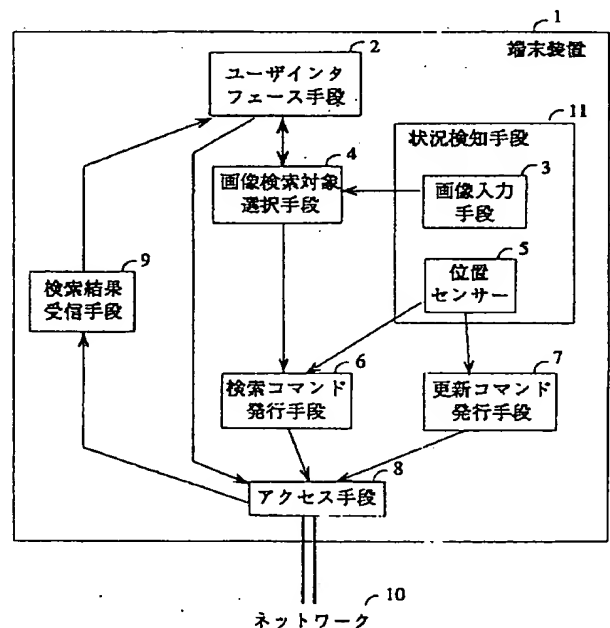 1
端末装置
2
ユーザインタ
フェース手段
11
状況検知手段
4
画像検索対象
選択手段
3
画像入力
手段
9
検索結果
受信手段
5
位置
センサー
6
検索コマンド
発行手段
7
更新コマンド
発行手段
8
アクセス手段
10
ネットワーク